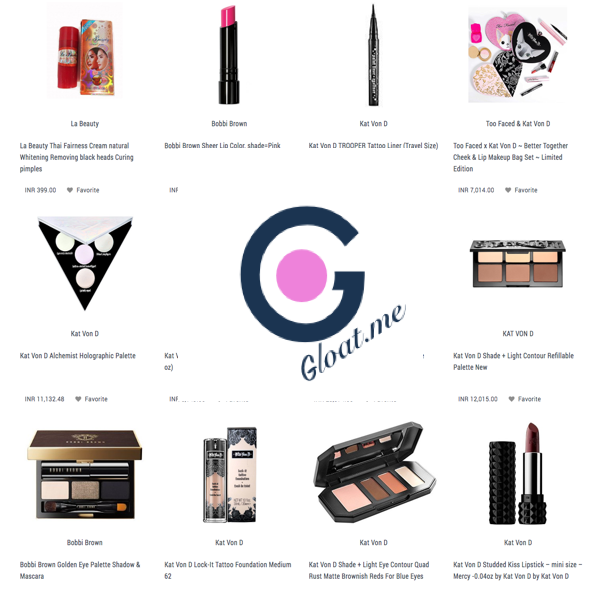 La Beauty
Bobbi Brown
Kat Von D
Too Faced & Kat Von D
La Beauty Thai Fairness Cream natural
Whitening Removing black heads Curing
pimples
Bobbi Brown Sheer Lip Color. shade=Pink
Kat Von D TROOPER Tattoo Liner (Travel Size)
Too Faced x Kat Von D ~ Better Together
Cheek & Lip Makeup Bag Set ~ Limited
Edition
INR 399.00 Favorite
INF
INR 7,014.00 Favorite
Kat Von D
KAT VON D
Kat Von D Alchemist Holographic Palette
Kat V
oz)
Gloat.me
Kat Von D Shade + Light Contour Refillable
Palette New
INR 11,132.48 Favorite
INF
INR 12,015.00 Favorite
Bobbi Brown
Kat Von D
Kat Von D
Kat Von D
Bobbi Brown Golden Eye Palette Shadow &
Mascara
Kat Von D Lock-It Tattoo Foundation Medium
62
Kat Von D Shade + Light Eye Contour Quad
Rust Matte Brownish Reds For Blue Eyes
Kat Von D Studded Kiss Lipstick – mini size –
Mercy -0.04oz by Kat Von D by Kat Von D